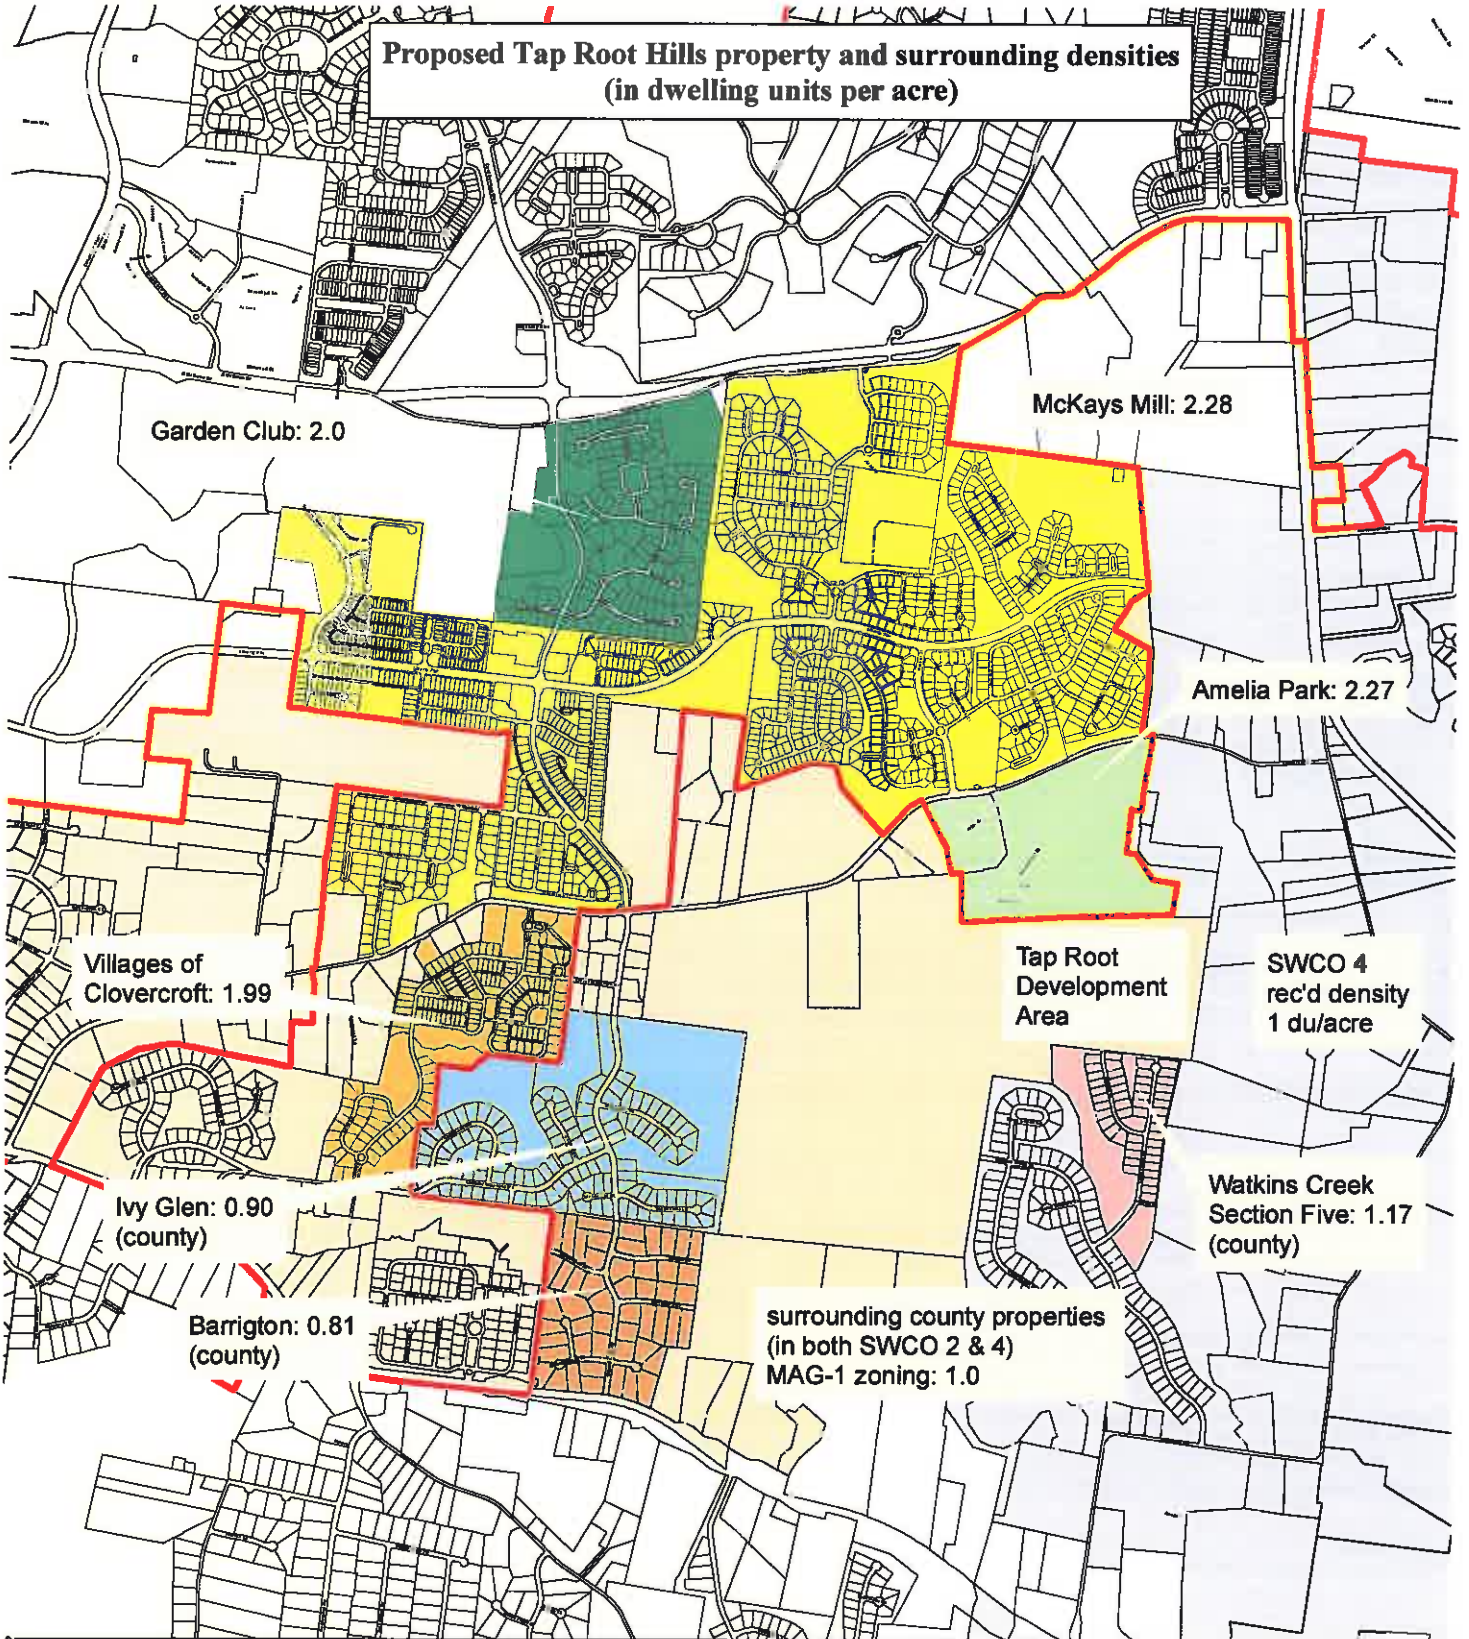 Proposed Tap Root Hills property and surrounding densities
(in dwelling units per acre)
Garden Club: 2.0
McKays Mill: 2.28
Amelia Park: 2.27
Villages of
Clovercroft: 1.99
Tap Root
Development
Area
SWCO 4
rec'd density
1 du/acre
Ivy Glen: 0.90
(county)
Watkins Creek
Section Five: 1.17
(county)
Barrigton: 0.81
(county)
surrounding county properties
(in both SWCO 2 & 4)
MAG-1 zoning: 1.0